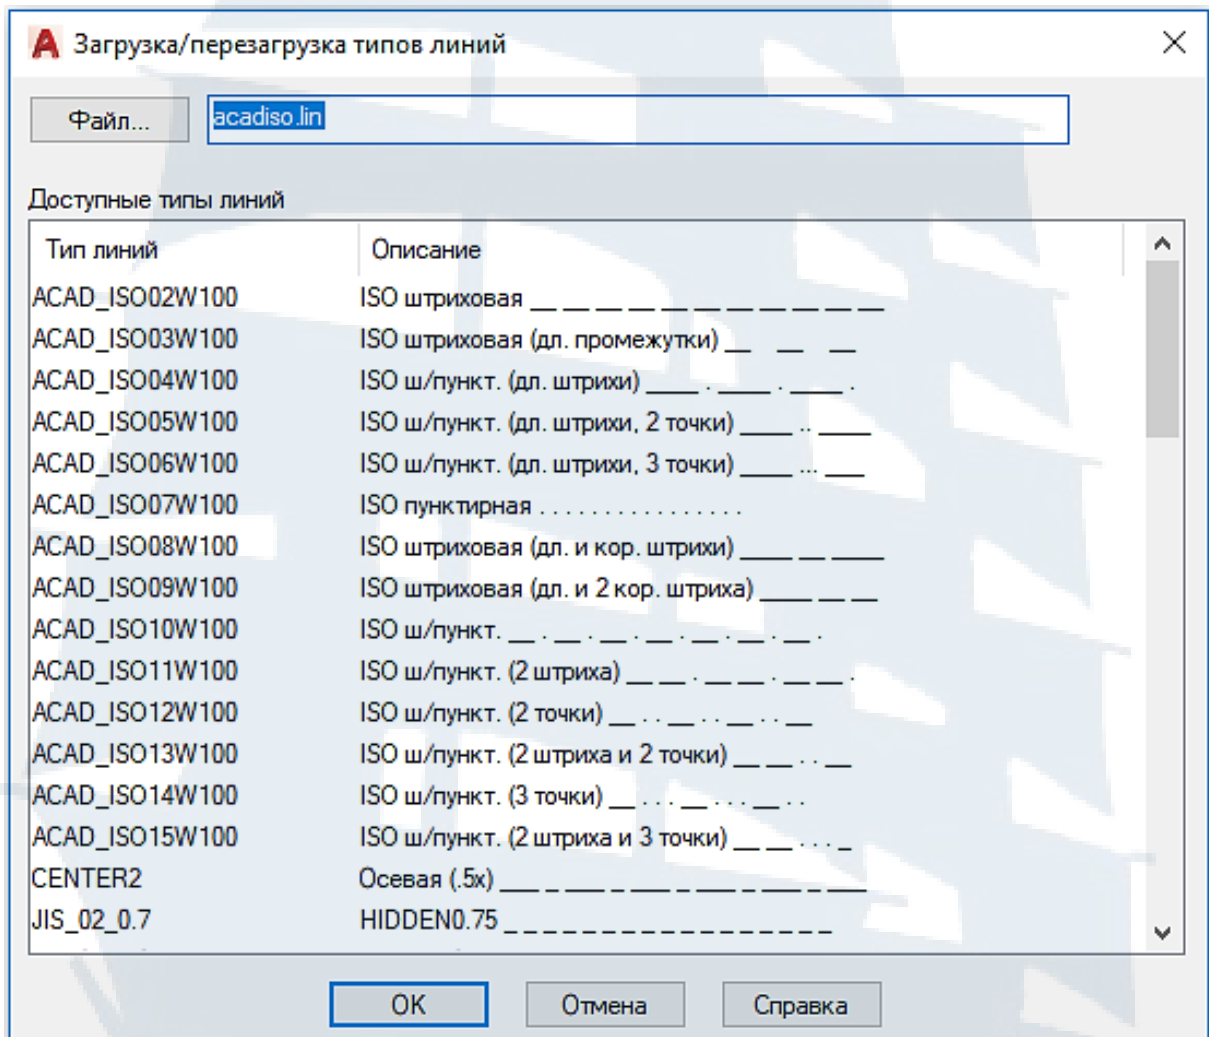 Загрузка/перезагрузка типов линий
Файл... acadiso.lin
Доступные типы линий
Тип линий Описание
ACAD_ISO02W100 ISO штриховая __ __ __ __ __ __ __ __ __ __ __
ACAD_ISO03W100 ISO штриховая (дл. промежутки) __    __    __
ACAD_ISO04W100 ISO ш/пункт. (дл. штрихи) ____ . ____ . ____ .
ACAD_ISO05W100 ISO ш/пункт. (дл. штрихи, 2 точки) ____ .. ____
ACAD_ISO06W100 ISO ш/пункт. (дл. штрихи, 3 точки) ____ ... ___
ACAD_ISO07W100 ISO пунктирная . . . . . . . . . . . . . . . .
ACAD_ISO08W100 ISO штриховая (дл. и кор. штрихи) ____ __ ____
ACAD_ISO09W100 ISO штриховая (дл. и 2 кор. штриха) ____ __ __
ACAD_ISO10W100 ISO ш/пункт. __ . __ . __ . __ . __ . __ . __ .
ACAD_ISO11W100 ISO ш/пункт. (2 штриха) __ __ . __ __ . __ __ .
ACAD_ISO12W100 ISO ш/пункт. (2 точки) __ . . __ . . __ . . __
ACAD_ISO13W100 ISO ш/пункт. (2 штриха и 2 точки) __ __ . . __
ACAD_ISO14W100 ISO ш/пункт. (3 точки) __ . . . __ . . . __ . .
ACAD_ISO15W100 ISO ш/пункт. (2 штриха и 3 точки) __ __ . . . _
CENTER2 Осевая (.5x) ___ _ ___ _ ___ _ ___ _ ___ _ ___
JIS_02_0.7 HIDDEN0.75 _ _ _ _ _ _ _ _ _ _ _ _ _ _ _ _ _
OK Отмена Справка